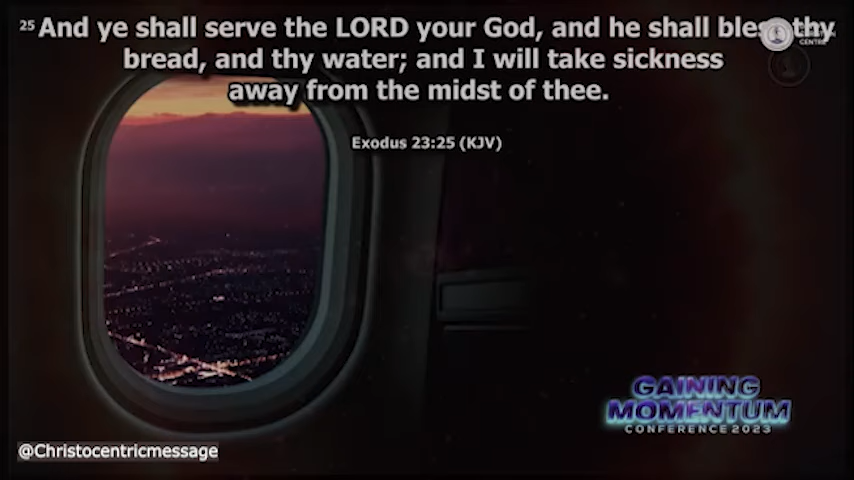 25 And ye shall serve the LORD your God, and he shall bless thy
bread, and thy water; and I will take sickness
away from the midst of thee.
Exodus 23:25 (KJV)
CENTRE
GAINING
MOMENTUM
CONFERENCE 2023
@Christocentricmessage